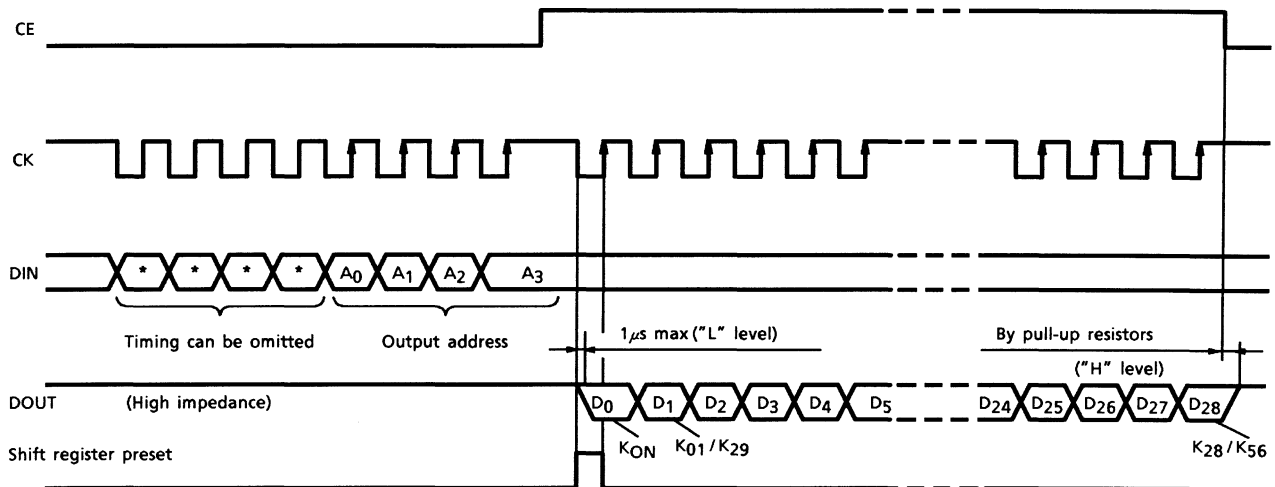 CE
CK
DIN
* * * * A0 A1 A2 A3
Timing can be omitted
Output address
1μs max ("L" level)
By pull-up resistors
("H" level)
DOUT
(High impedance)
D0 D1 D2 D3 D4 D5 D24 D25 D26 D27 D28
KON K01/K29 K28/K56
Shift register preset